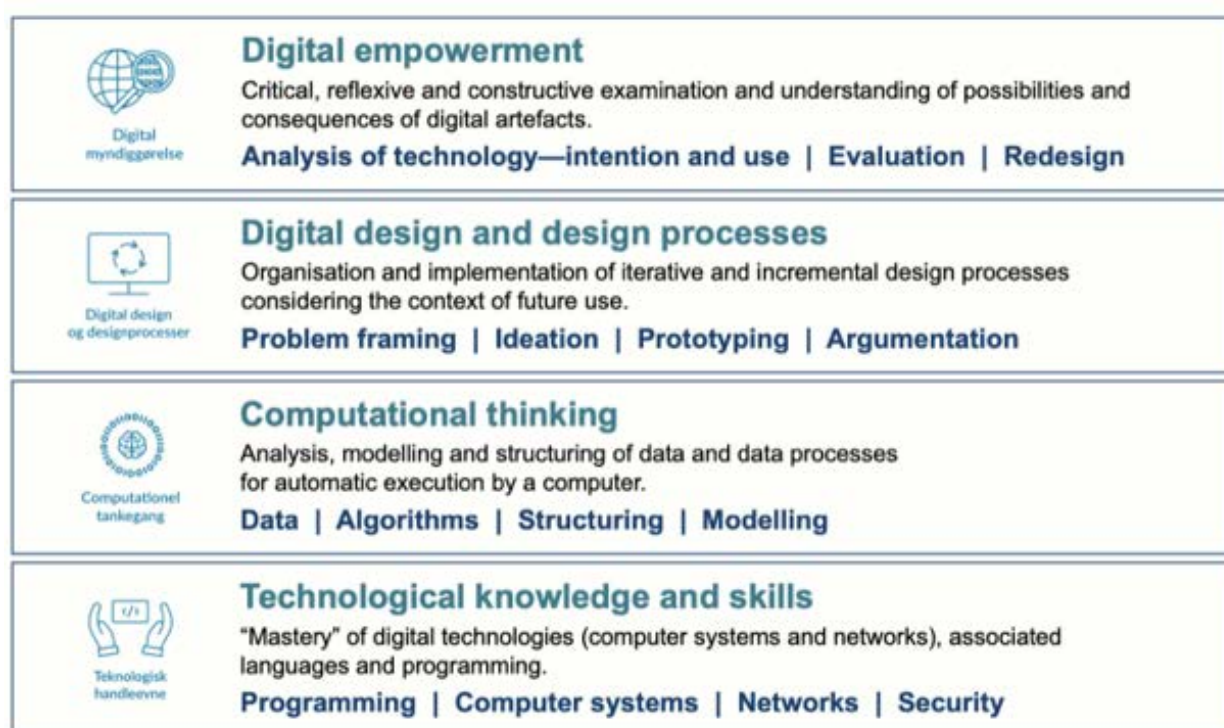 Digital
myndiggørelse
Digital empowerment
Critical, reflexive and constructive examination and understanding of possibilities and
consequences of digital artefacts.
Analysis of technology—intention and use | Evaluation | Redesign
Digital design
og designprocesser
Digital design and design processes
Organisation and implementation of iterative and incremental design processes
considering the context of future use.
Problem framing | Ideation | Prototyping | Argumentation
Computationel
tankegang
Computational thinking
Analysis, modelling and structuring of data and data processes
for automatic execution by a computer.
Data | Algorithms | Structuring | Modelling
</>
Teknologisk
handleevne
Technological knowledge and skills
“Mastery” of digital technologies (computer systems and networks), associated
languages and programming.
Programming | Computer systems | Networks | Security